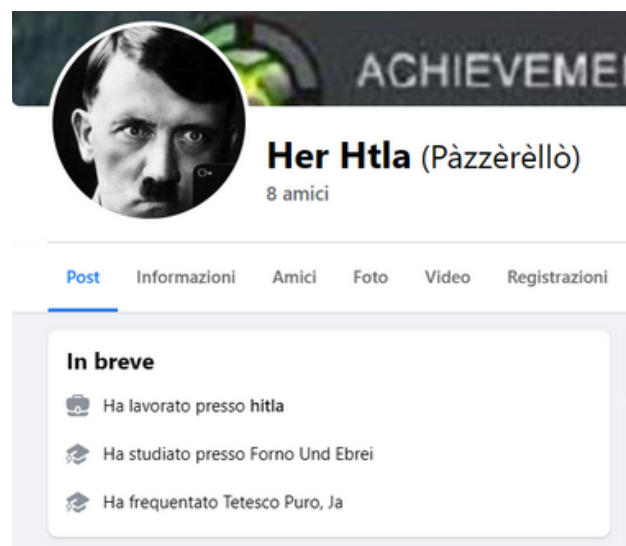 ACHIEVEME
Her Htla (Pàzzèrèllò)
8 amici
Post Informazioni Amici Foto Video Registrazioni
In breve
Ha lavorato presso hitla
Ha studiato presso Forno Und Ebrei
Ha frequentato Tetesco Puro, Ja